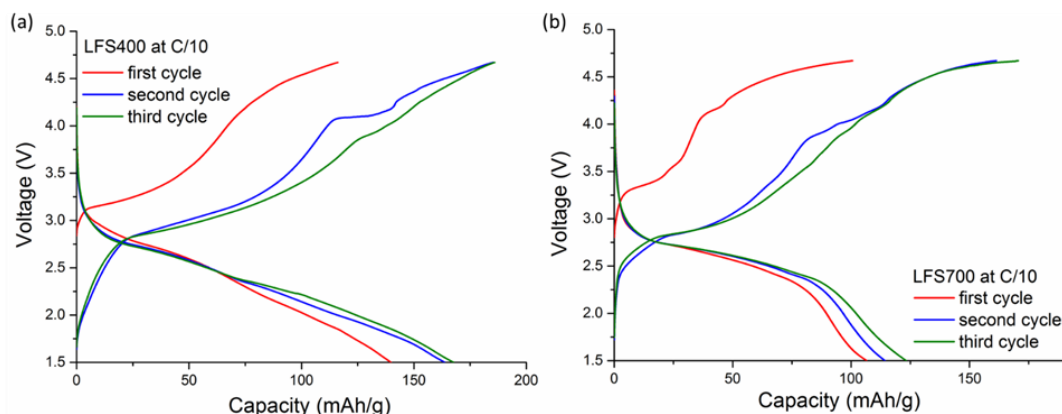 (a)
5.0
4.5
4.0
3.5
3.0
2.5
2.0
1.5
Voltage (V)
LFS400 at C/10
first cycle
second cycle
third cycle
0
50
100
150
200
Capacity (mAh/g)
(b)
5.0
4.5
4.0
3.5
3.0
2.5
2.0
1.5
Voltage (V)
LFS700 at C/10
first cycle
second cycle
third cycle
0
50
100
150
Capacity (mAh/g)